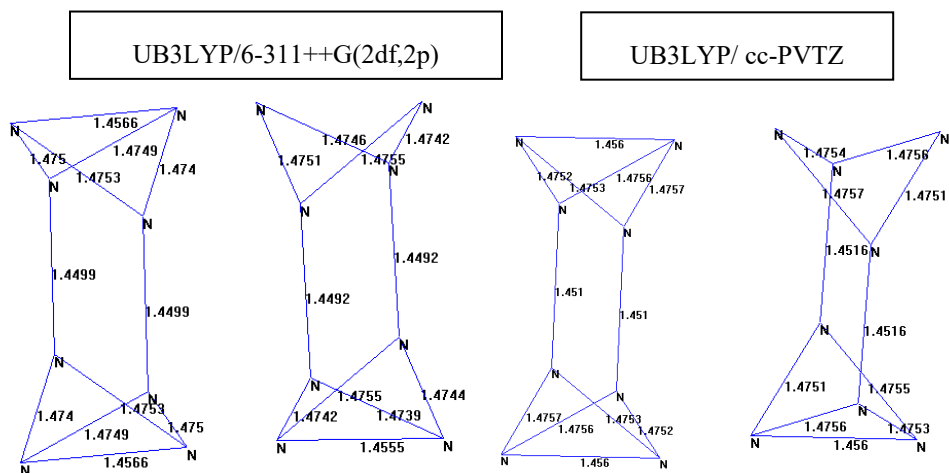 UB3LYP/6-311++G(2df,2p)
UB3LYP/ cc-PVTZ
N
N
1.4566
1.475
1.4749
1.474
1.4753
N
N
1.4499
1.4499
N
N
1.474
1.4753
1.4749
1.475
N
N
1.4566
N
N
1.4746
1.4742
1.4751
1.4755
N
N
1.4492
1.4492
N
N
1.4755
1.4744
1.4742
1.4739
N
N
1.4555
N
N
1.456
1.4752
1.4756
1.4753
1.4757
N
N
1.451
1.451
N
N
1.4757
1.4753
1.4756
1.4752
N
N
1.456
N
N
1.4754
1.4756
N
1.4757
1.4751
N
1.4516
1.4516
N
1.4751
1.4755
N
1.4756
1.4753
N
N
1.456